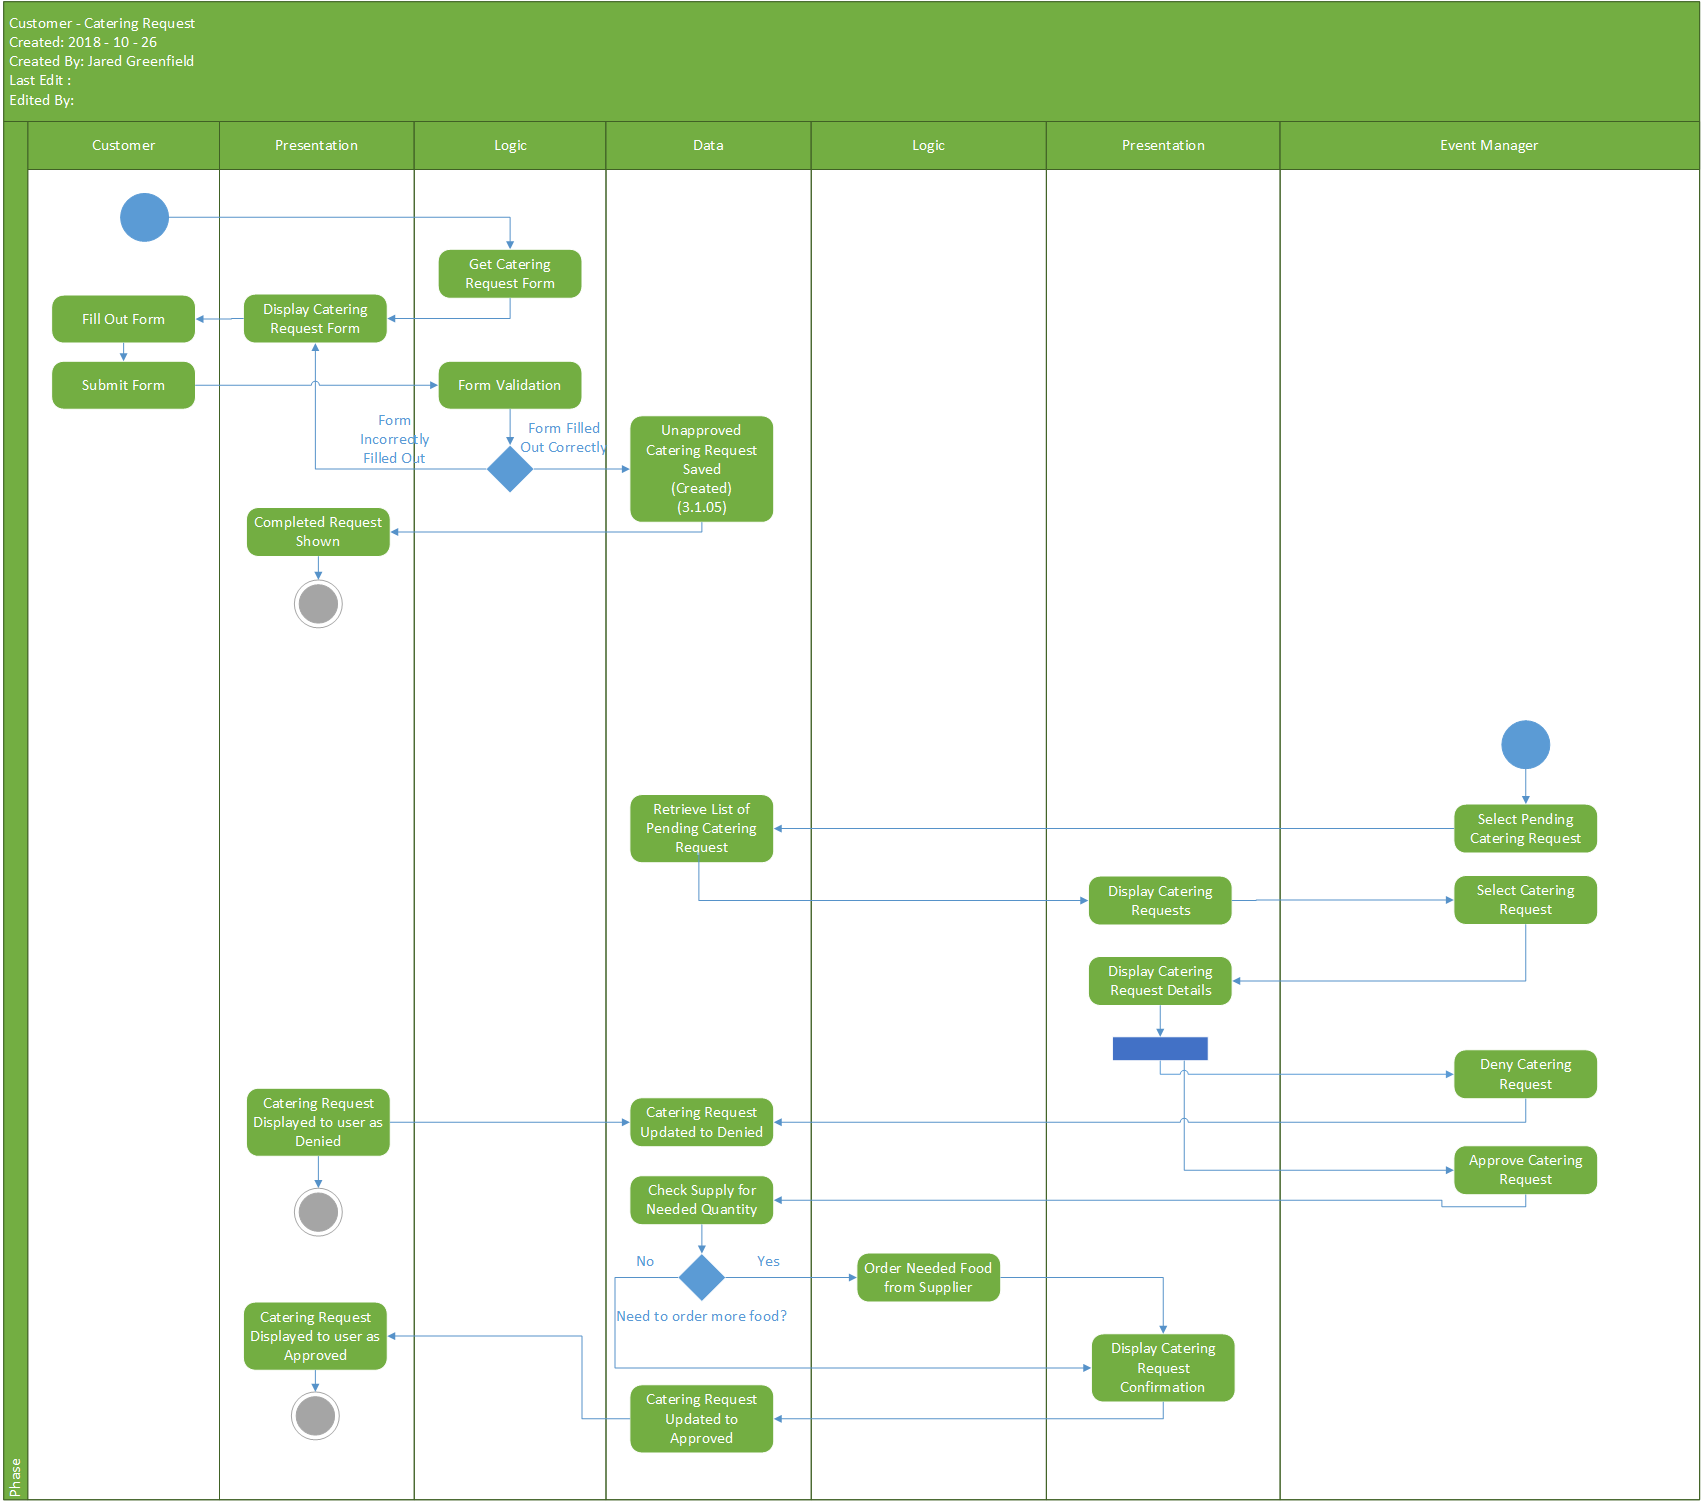 Customer - Catering Request
Created: 2018 - 10 - 26
Created By: Jared Greenfield
Last Edit :
Edited By:
Customer
Presentation
Logic
Data
Logic
Presentation
Event Manager
Get Catering
Request Form
Fill Out Form
Display Catering
Request Form
Submit Form
Form Validation
Form
Incorrectly
Filled Out
Form Filled
Out Correctly
Unapproved
Catering Request
Saved
(Created)
(3.1.05)
Completed Request
Shown
Retrieve List of
Pending Catering
Request
Select Pending
Catering Request
Display Catering
Requests
Select Catering
Request
Display Catering
Request Details
Deny Catering
Request
Catering Request
Displayed to user as
Denied
Catering Request
Updated to Denied
Approve Catering
Request
Check Supply for
Needed Quantity
No
Yes
Order Needed Food
from Supplier
Need to order more food?
Catering Request
Displayed to user as
Approved
Display Catering
Request
Confirmation
Catering Request
Updated to
Approved
Phase